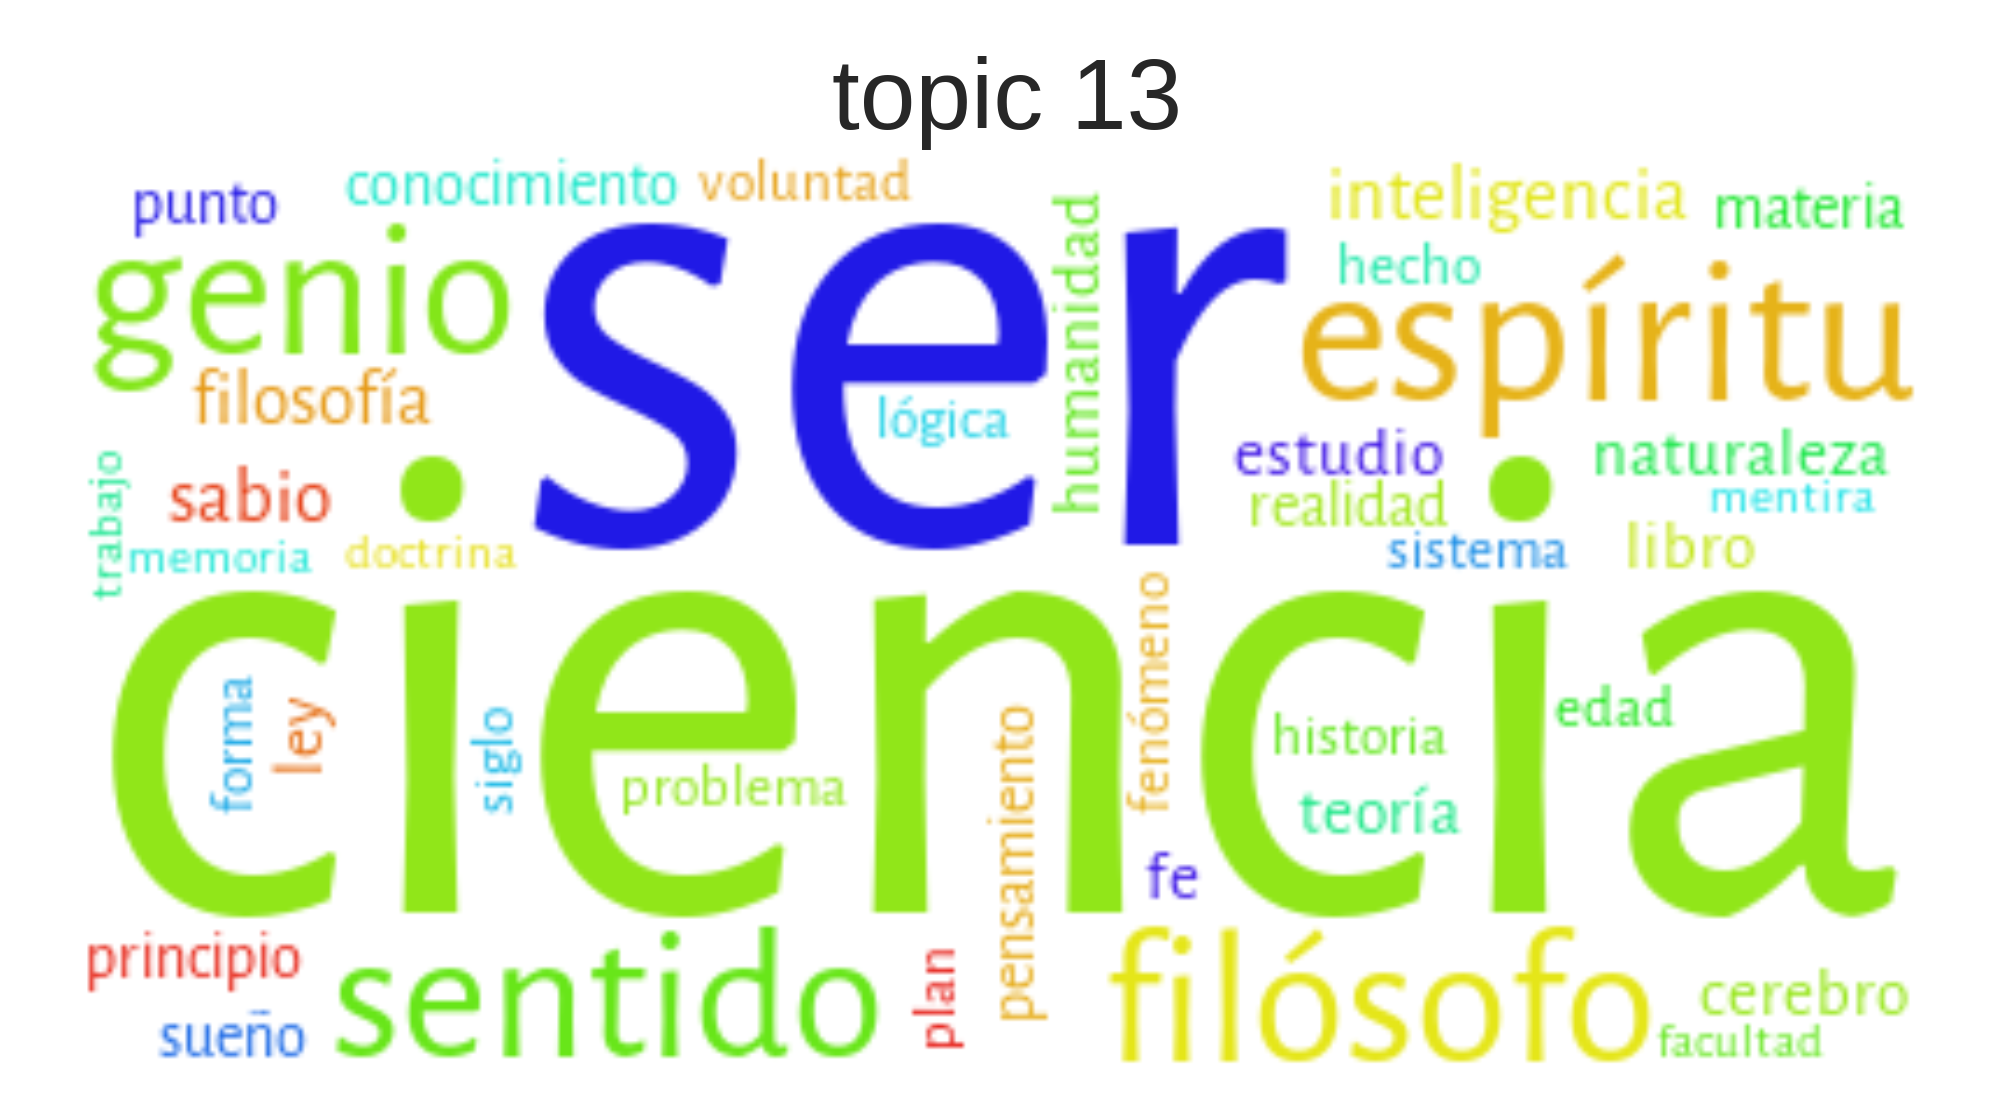 topic 13
punto
conocimiento
voluntad
inteligencia
materia
genio
ser
humanidad
hecho
espíritu
filosofía
lógica
estudio
naturaleza
trabajo
sabio
realidad
mentira
memoria
doctrina
sistema
libro
ciencia
forma
ley
siglo
problema
pensamiento
fenómeno
historia
edad
teoría
fe
principio
sentido
plan
filósofo
cerebro
sueño
facultad